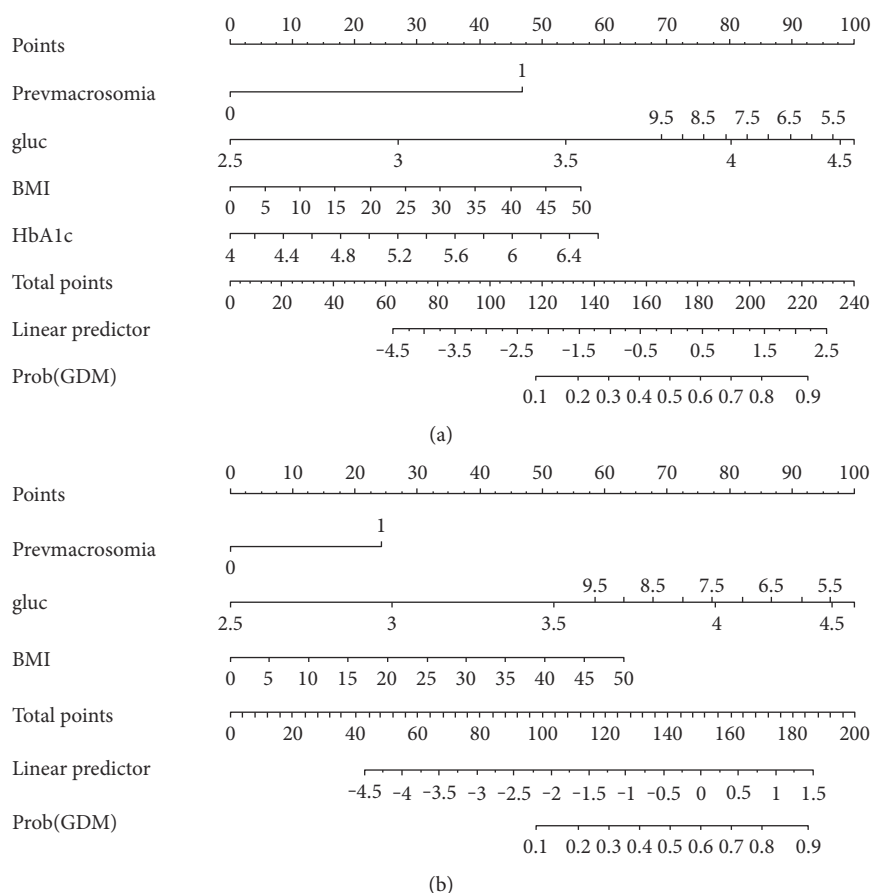 0 10 20 30 40 50 60 70 80 90 100
Points
1
Prevmacrosomia
0
9.5 8.5 7.5 6.5 5.5
gluc
2.5 3 3.5 4 4.5
BMI
0 5 10 15 20 25 30 35 40 45 50
HbA1c
4 4.4 4.8 5.2 5.6 6 6.4
Total points
0 20 40 60 80 100 120 140 160 180 200 220 240
Linear predictor
−4.5 −3.5 −2.5 −1.5 −0.5 0.5 1.5 2.5
Prob(GDM)
0.1 0.2 0.3 0.4 0.5 0.6 0.7 0.8 0.9
(a)
0 10 20 30 40 50 60 70 80 90 100
Points
1
Prevmacrosomia
0
9.5 8.5 7.5 6.5 5.5
gluc
2.5 3 3.5 4 4.5
BMI
0 5 10 15 20 25 30 35 40 45 50
Total points
0 20 40 60 80 100 120 140 160 180 200
Linear predictor
−4.5 −4 −3.5 −3 −2.5 −2 −1.5 −1 −0.5 0 0.5 1 1.5
Prob(GDM)
0.1 0.2 0.3 0.4 0.5 0.6 0.7 0.8 0.9
(b)